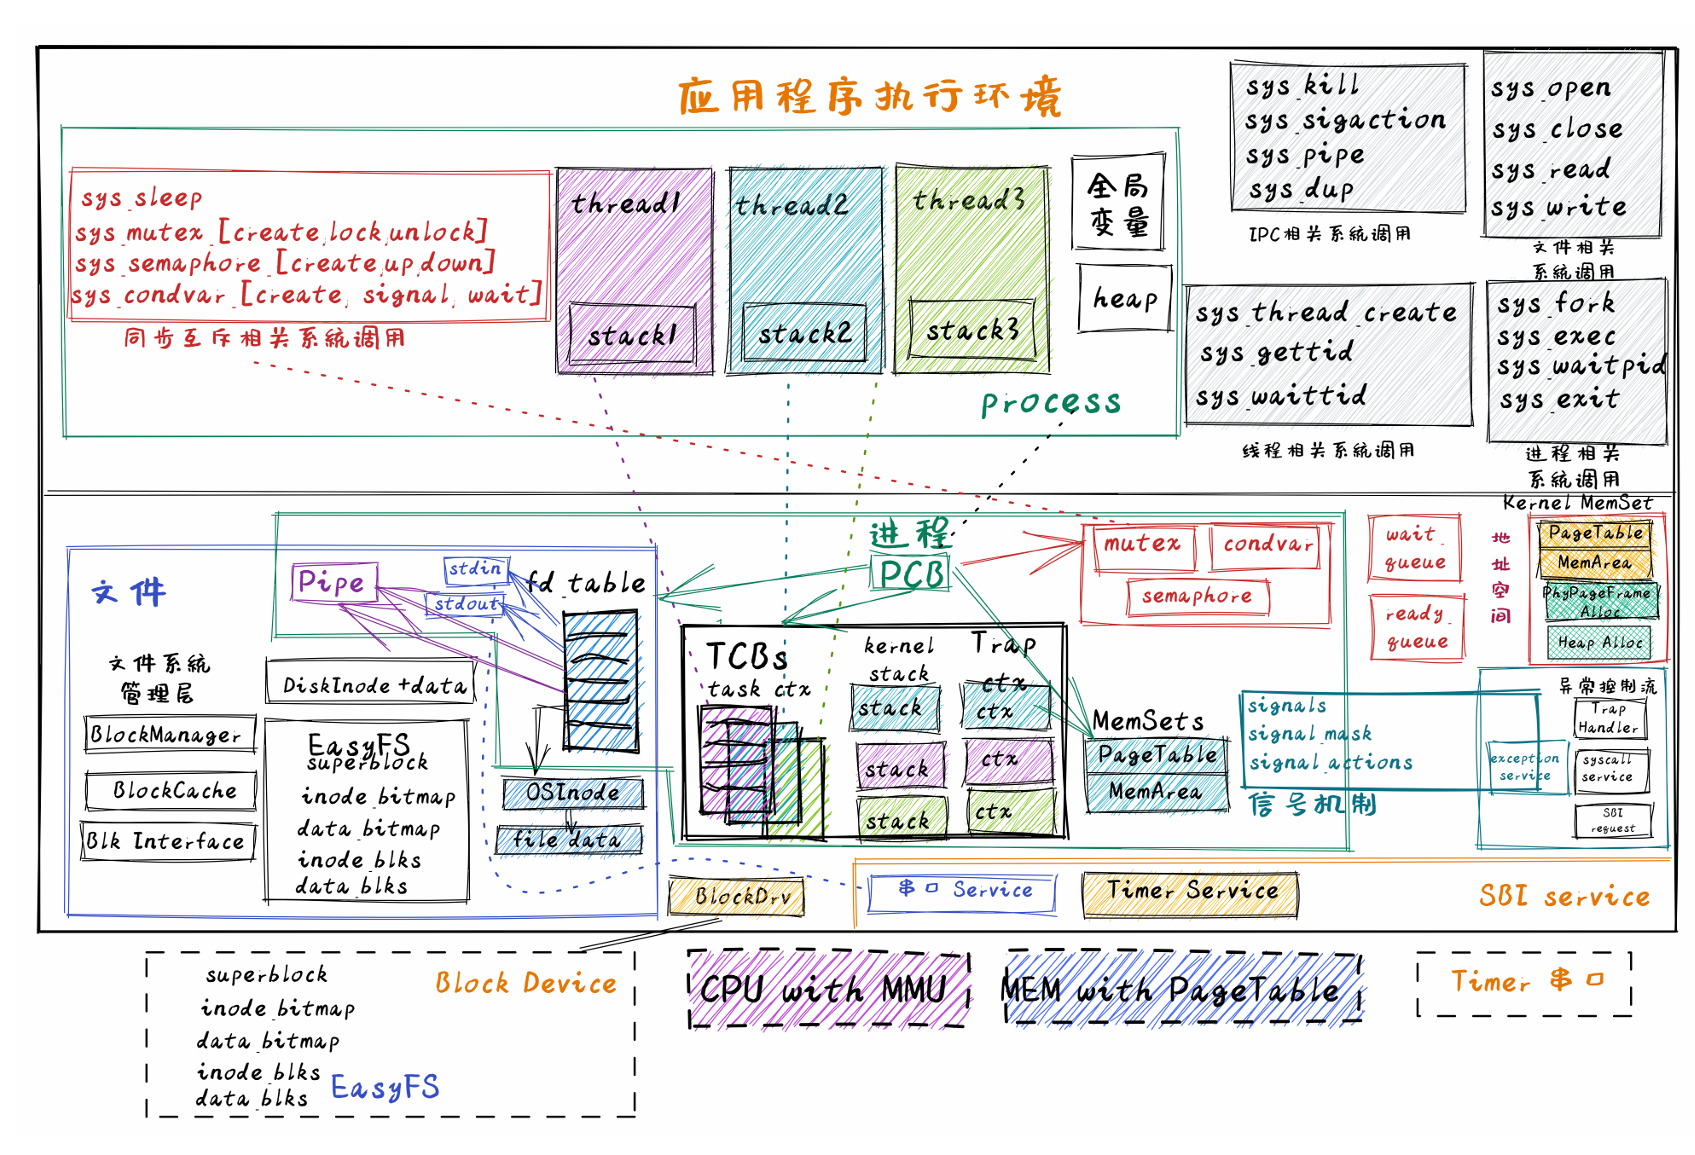 应用程序执行环境
sys_sleep
sys_mutex_[create,lock,unlock]
sys_semaphore_[create,up,down]
sys_condvar_[create, signal, wait]
同步互斥相关系统调用
thread1
stack1
thread2
stack2
thread3
stack3
全局
变量
heap
process
sys_kill
sys_sigaction
sys_pipe
sys_dup
IPC相关系统调用
sys_open
sys_close
sys_read
sys_write
文件相关
系统调用
sys_thread_create
sys_gettid
sys_waittid
线程相关系统调用
sys_fork
sys_exec
sys_waitpid
sys_exit
进程相关
系统调用
文件
Pipe
stdin
stdout
fd_table
文件系统
管理层
BlockManager
BlockCache
Blk Interface
DiskInode +data
EasyFS
superblock
inode_bitmap
data_bitmap
inode_blks
data_blks
OSInode
file data
进程
PCB
TCBs
task ctx
kernel
stack
stack
stack
stack
Trap
ctx
ctx
ctx
ctx
mutex
condvar
semaphore
MemSets
PageTable
MemArea
signals
signal_mask
signal_actions
信号机制
wait_
queue
ready_
queue
地
址
空
间
Kernel MemSet
PageTable
MemArea
PhyPageFrame
Alloc
Heap Alloc
异常控制流
Trap
Handler
exception
service
syscall
service
SBI
request
BlockDrv
串口 Service
Timer Service
SBI service
superblock
inode_bitmap
data_bitmap
inode_blks
data_blks
Block Device
EasyFS
CPU with MMU
MEM with PageTable
Timer 串口